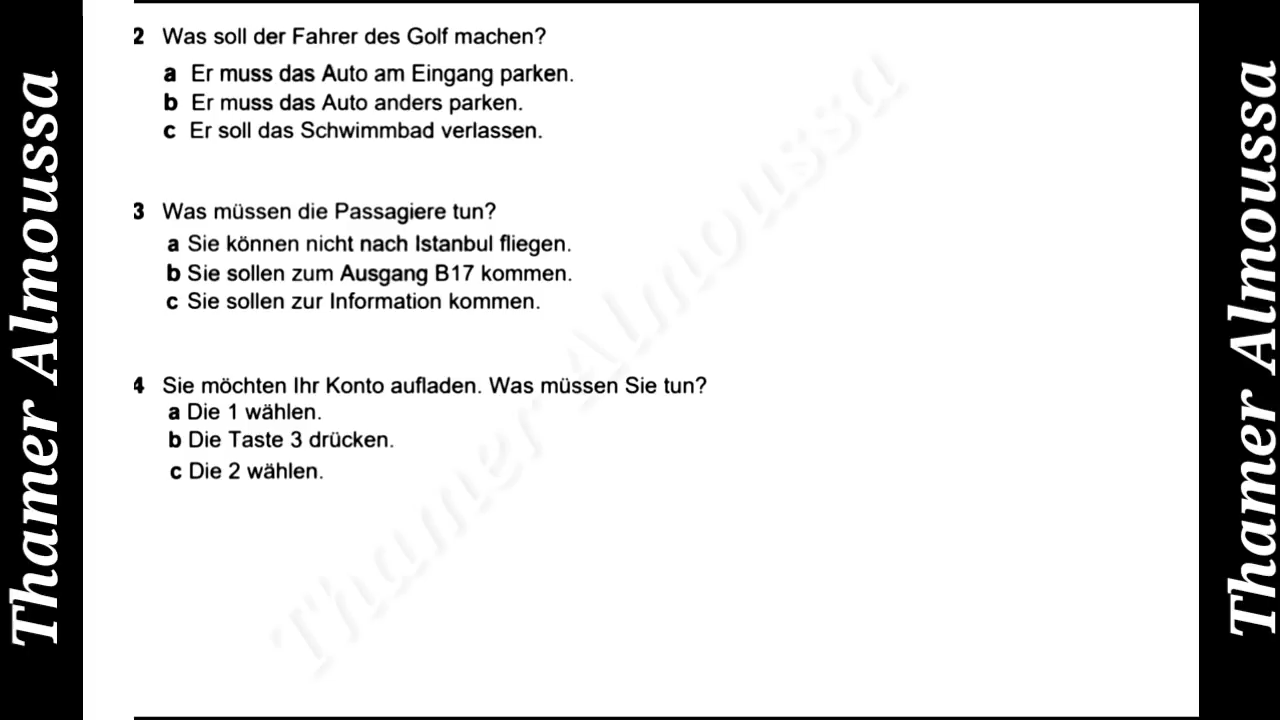 Thamer Almoussa
2 Was soll der Fahrer des Golf machen?
a Er muss das Auto am Eingang parken.
b Er muss das Auto anders parken.
c Er soll das Schwimmbad verlassen.
3 Was müssen die Passagiere tun?
a Sie können nicht nach Istanbul fliegen.
b Sie sollen zum Ausgang B17 kommen.
c Sie sollen zur Information kommen.
4 Sie möchten Ihr Konto aufladen. Was müssen Sie tun?
a Die 1 wählen.
b Die Taste 3 drücken.
c Die 2 wählen.
Thamer Almoussa
Thamer Almoussa